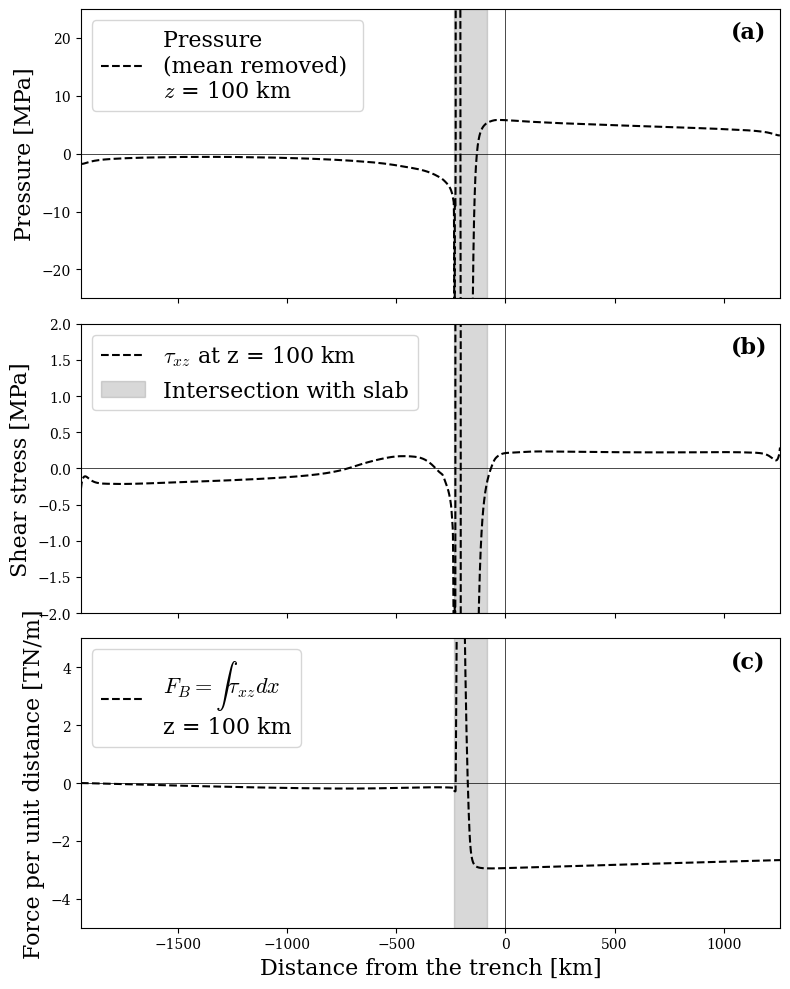 (a)
Pressure
(mean removed)
z = 100 km
20
10
0
−10
−20
Pressure [MPa]
(b)
τxz at z = 100 km
Intersection with slab
2.0
1.5
1.0
0.5
0.0
−0.5
−1.0
−1.5
−2.0
Shear stress [MPa]
(c)
F_B = ∫τxz dx
z = 100 km
4
2
0
−2
−4
Force per unit distance [TN/m]
−1500 −1000 −500 0 500 1000
Distance from the trench [km]